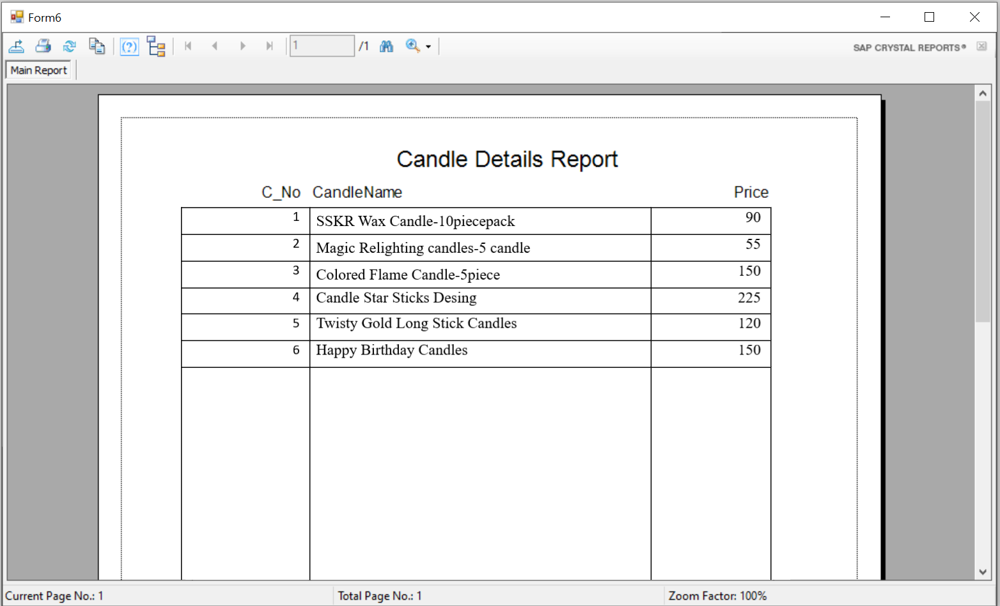 Form6
1 /1 SAP CRYSTAL REPORTS®
Main Report
Candle Details Report
C_No CandleName Price
1 SSKR Wax Candle-10piecepack 90
2 Magic Relighting candles-5 candle 55
3 Colored Flame Candle-5piece 150
4 Candle Star Sticks Desing 225
5 Twisty Gold Long Stick Candles 120
6 Happy Birthday Candles 150
Current Page No.: 1 Total Page No.: 1 Zoom Factor: 100%